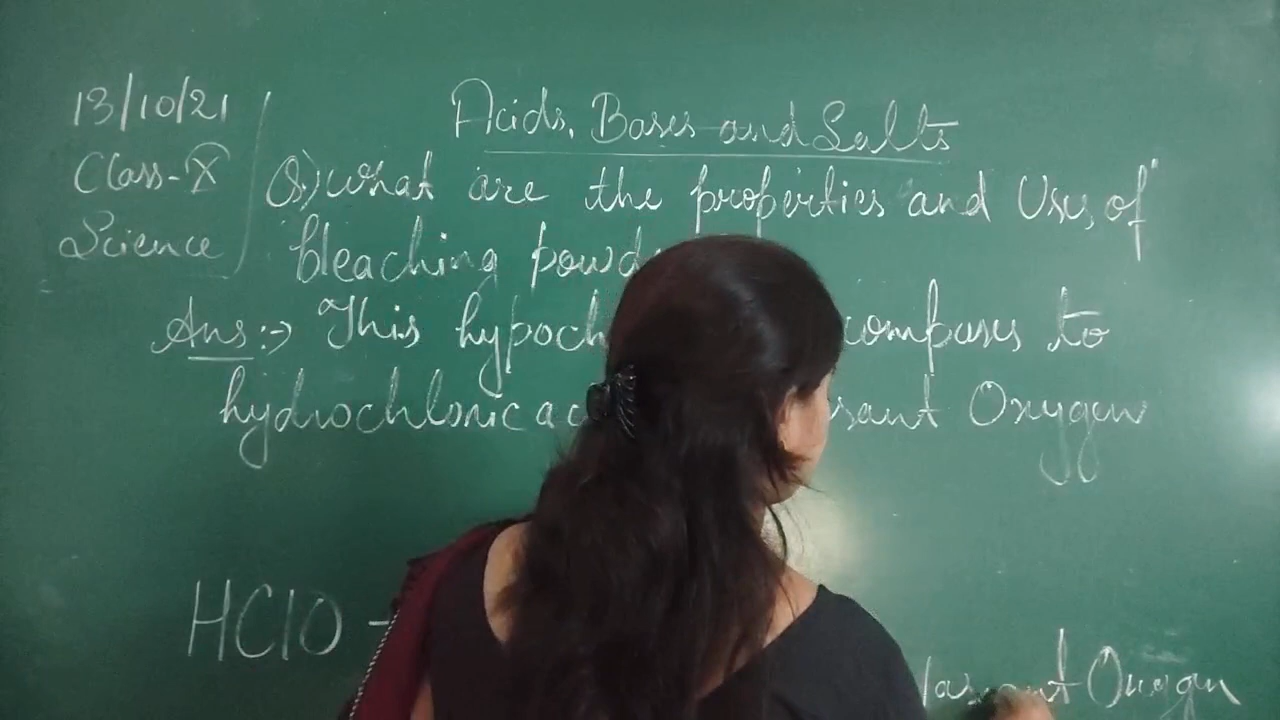 13/10/21
Class-X
Science
Acids, Bases and Salts
Q) what are the properties and Uses of
bleaching powd
Ans:-> This hypoch composes to
hydrochloric ac sant Oxygen
HClO -
Oxygen